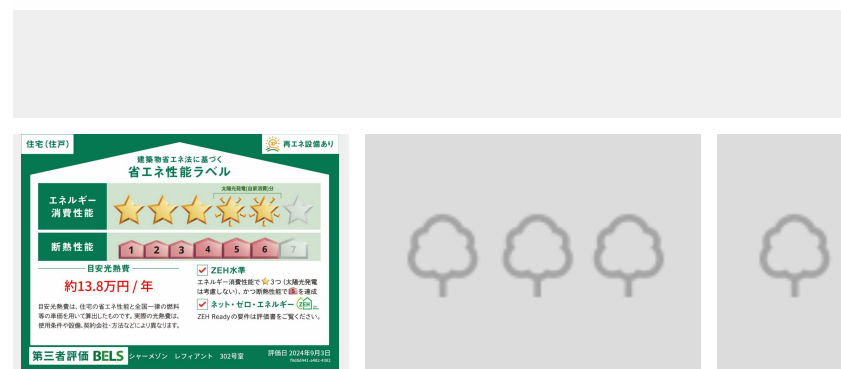 住宅(住戸)
再エネ設備あり
建築物省エネ法に基づく
省エネ性能ラベル
太陽光発電(自家消費)分
エネルギー
消費性能
断熱性能
1 2 3 4 5 6 7
目安光熱費
約13.8万円 / 年
目安光熱費は、住宅の省エネ性能と全国一律の燃料
等の単価を用いて算出したものです。実際の光熱費は、
使用条件や設備、契約会社・方法などにより異なります。
ZEH水準
エネルギー消費性能で 3つ (太陽光発電
は考慮しない)、かつ断熱性能で を達成
ネット・ゼロ・エネルギー
ZEH Readyの要件は評価書をご覧ください。
第三者評価 BELS
シャーメゾン レフィアント 302号室
評価日 2024年9月3日